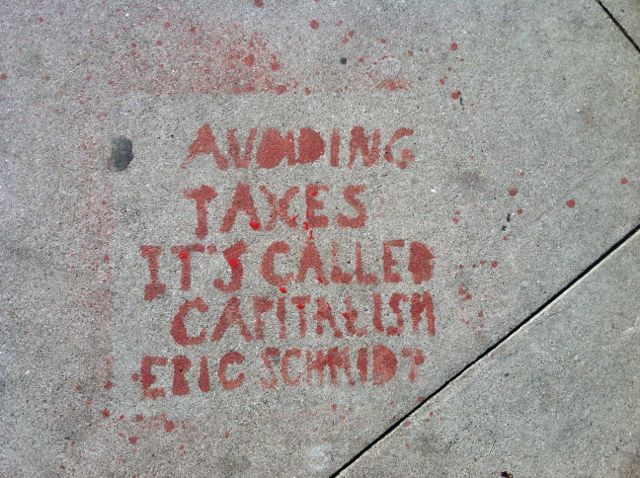 AVOIDING
TAXES
IT'S CALLED
CAPITALISM
ERIC SCHMIDT